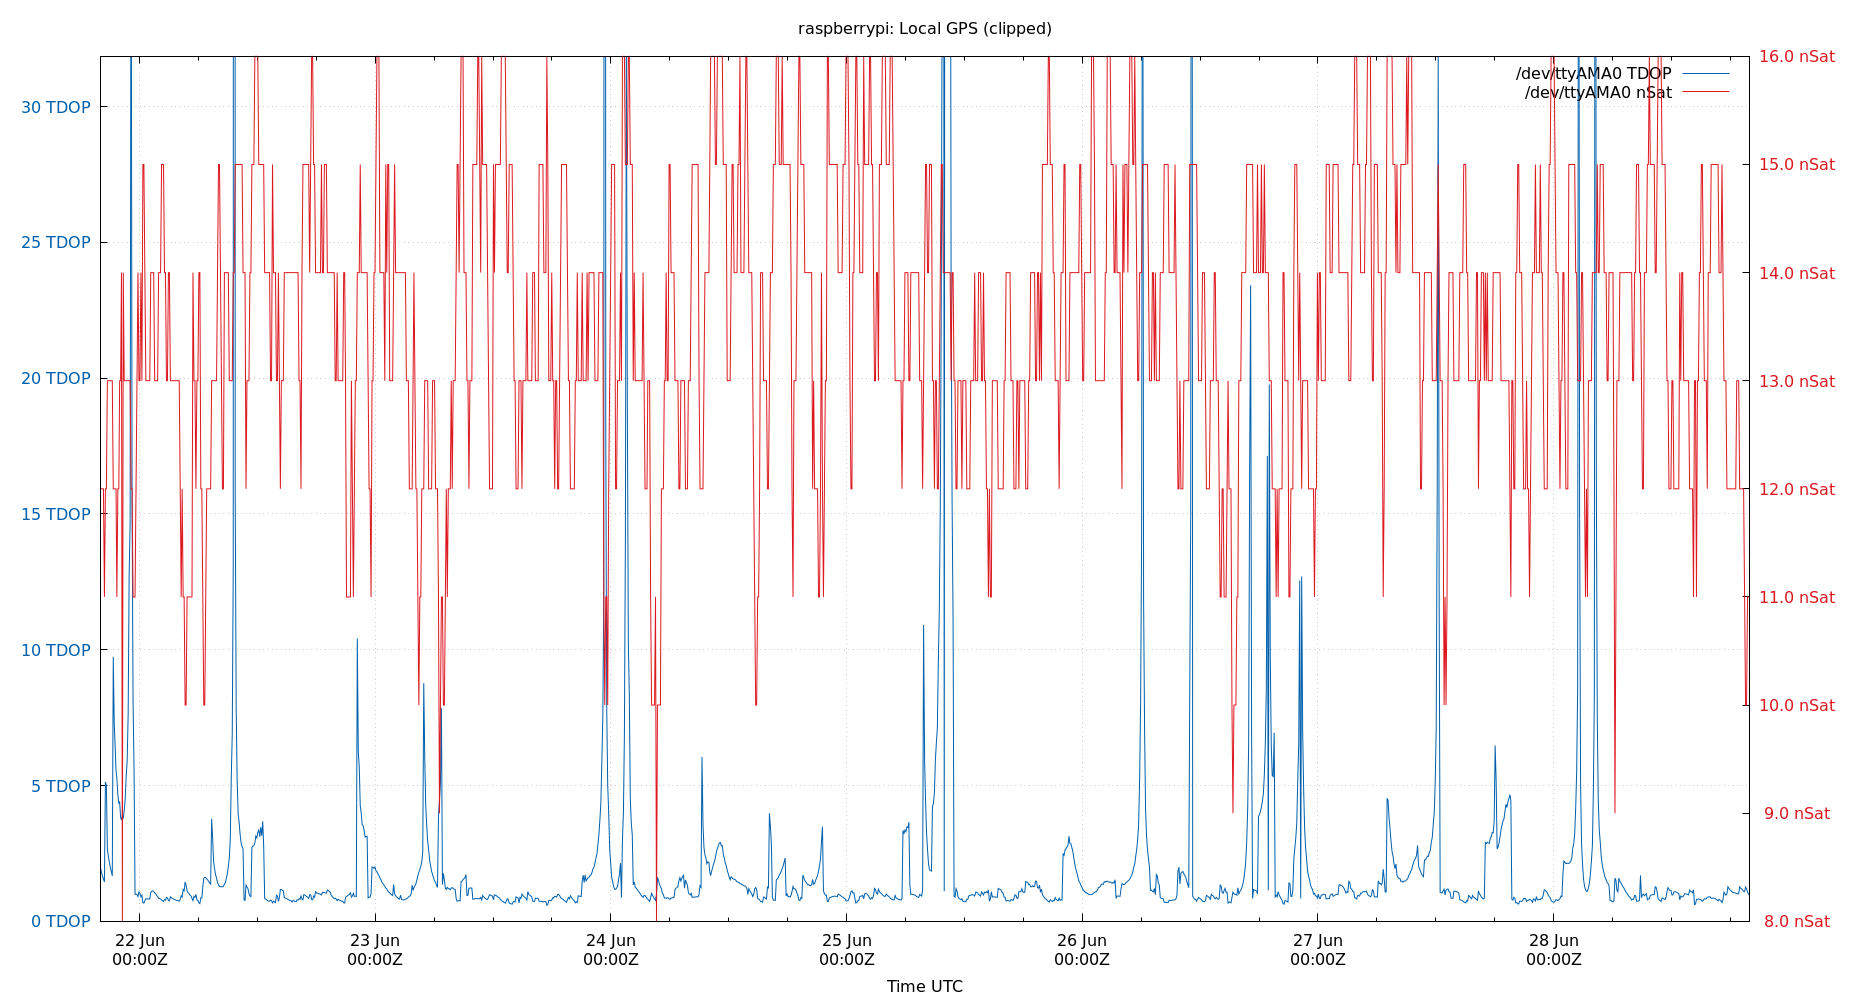 raspberrypi: Local GPS (clipped)
/dev/ttyAMA0 TDOP
/dev/ttyAMA0 nSat
30 TDOP
25 TDOP
20 TDOP
15 TDOP
10 TDOP
5 TDOP
0 TDOP
16.0 nSat
15.0 nSat
14.0 nSat
13.0 nSat
12.0 nSat
11.0 nSat
10.0 nSat
9.0 nSat
8.0 nSat
22 Jun
00:00Z
23 Jun
00:00Z
24 Jun
00:00Z
25 Jun
00:00Z
26 Jun
00:00Z
27 Jun
00:00Z
28 Jun
00:00Z
Time UTC